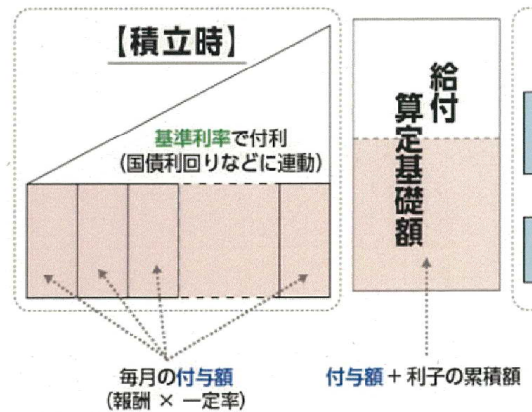 【積立時】
基準利率で付利
（国債利回りなどに連動）
給付
算定基礎額
毎月の付与額
（報酬 × 一定率）
付与額＋利子の累積額